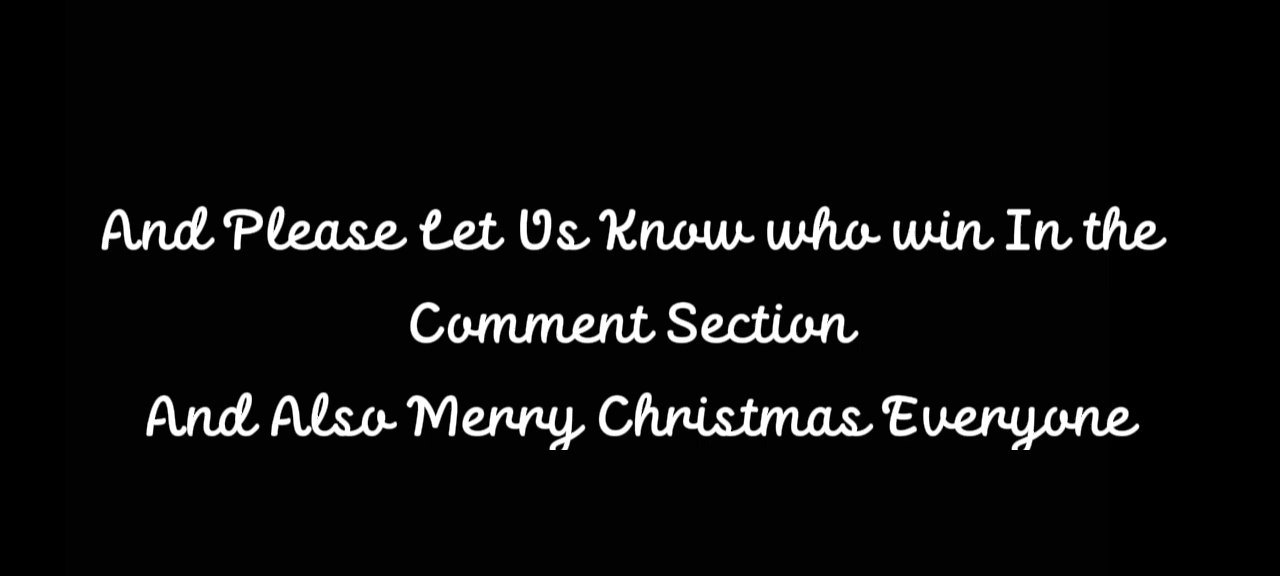 And Please Let Us Know who win In the
Comment Section
And Also Merry Christmas Everyone